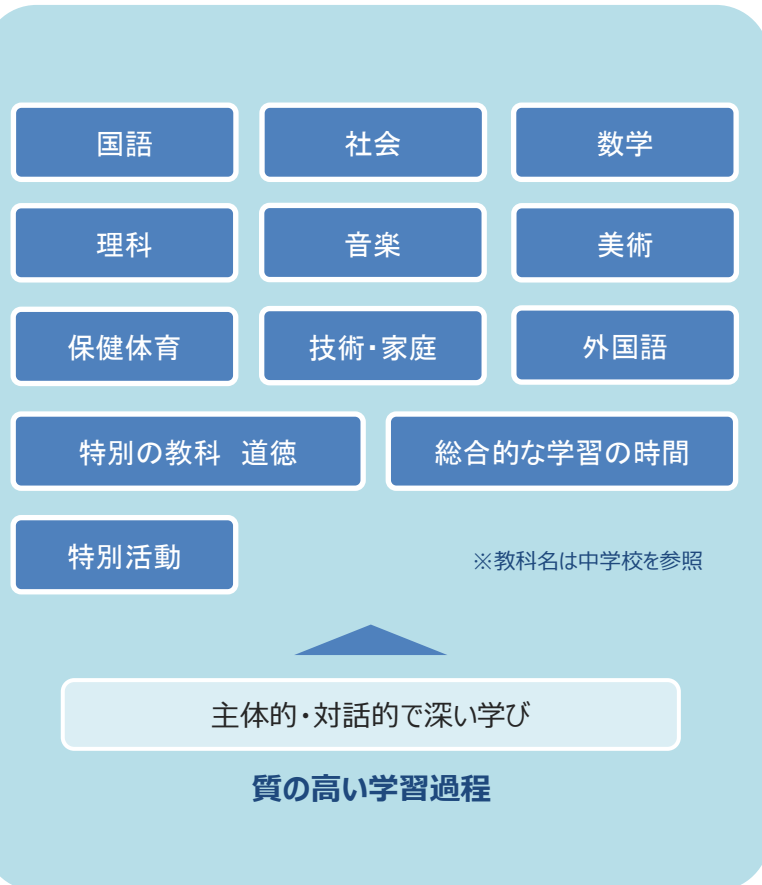 国語
社会
数学
理科
音楽
美術
保健体育
技術・家庭
外国語
特別の教科　道徳
総合的な学習の時間
特別活動
※教科名は中学校を参照
主体的・対話的で深い学び
質の高い学習過程